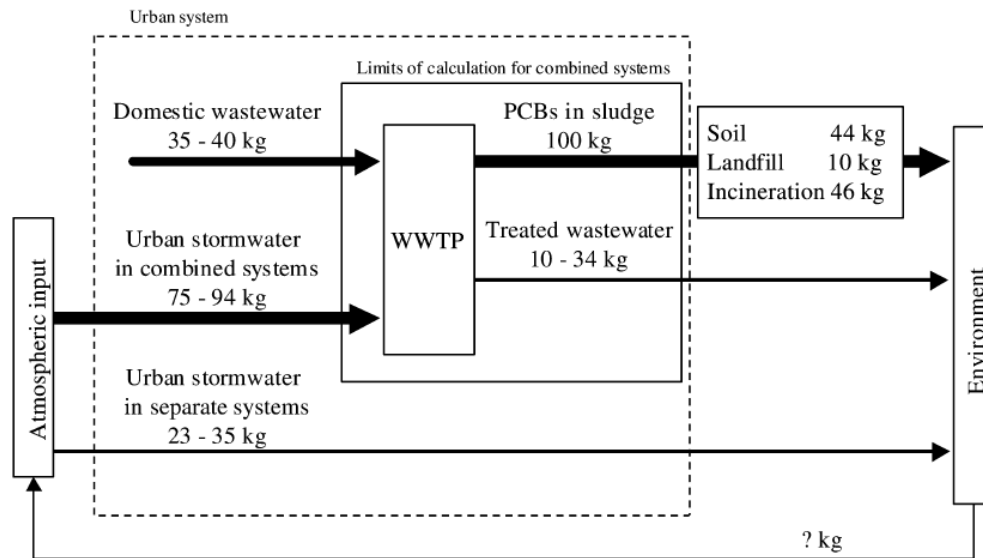 Urban system
Limits of calculation for combined systems
Domestic wastewater
35 - 40 kg
PCBs in sludge
100 kg
Soil 44 kg
Landfill 10 kg
Incineration 46 kg
WWTP
Urban stormwater
in combined systems
75 - 94 kg
Treated wastewater
10 - 34 kg
Urban stormwater
in separate systems
23 - 35 kg
Atmospheric input
Environment
? kg